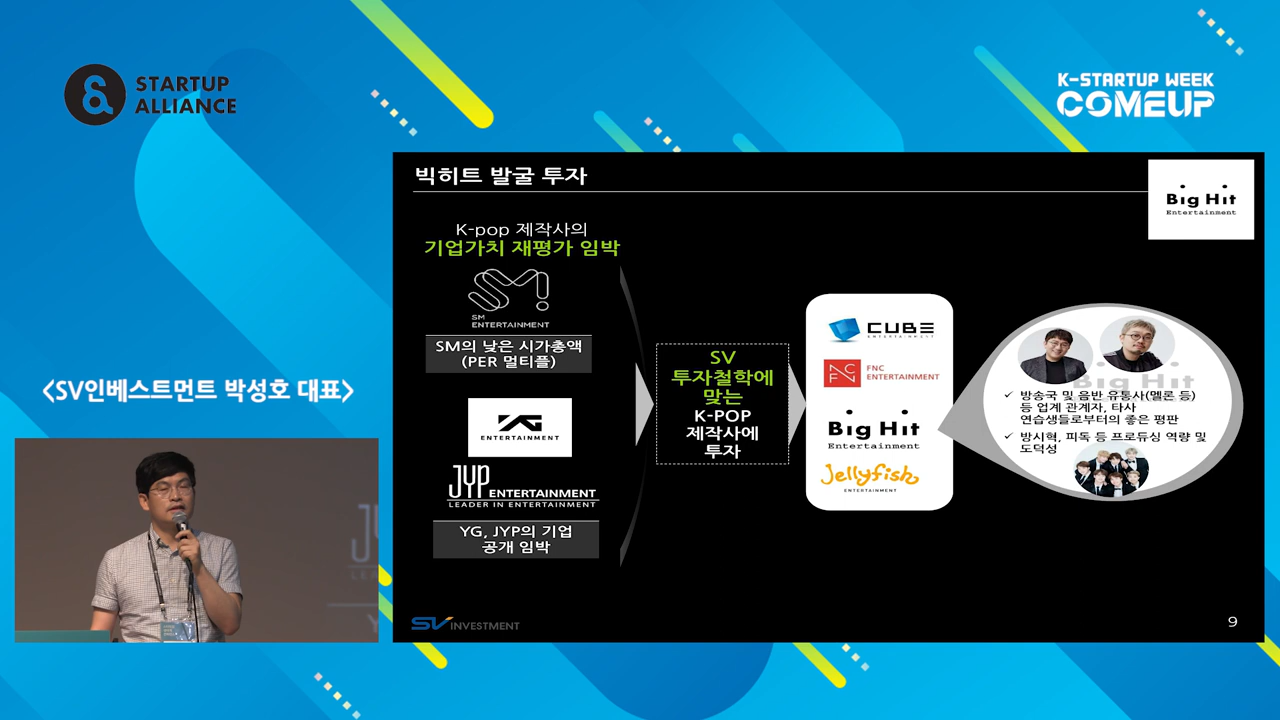 STARTUP
ALLIANCE
K-STARTUP WEEK
COMEUP
<SV인베스트먼트 박성호 대표>
빅히트 발굴 투자
Big Hit
Entertainment
K-pop 제작사의
기업가치 재평가 임박
SM
ENTERTAINMENT
SM의 낮은 시가총액
(PER 멀티플)
YG
ENTERTAINMENT
JYP ENTERTAINMENT
LEADER IN ENTERTAINMENT
YG, JYP의 기업
공개 임박
SV
투자철학에
맞는
K-POP
제작사에
투자
CUBE
ENTERTAINMENT
FNC
FNC
ENTERTAINMENT
Big Hit
Entertainment
Jellyfish
ENTERTAINMENT
Big Hit
✓ 방송국 및 음반 유통사(멜론 등)
등 업계 관계자, 타사
연습생들로부터의 좋은 평판
✓ 방시혁, 피독 등 프로듀싱 역량 및
도덕성
SV INVESTMENT
9